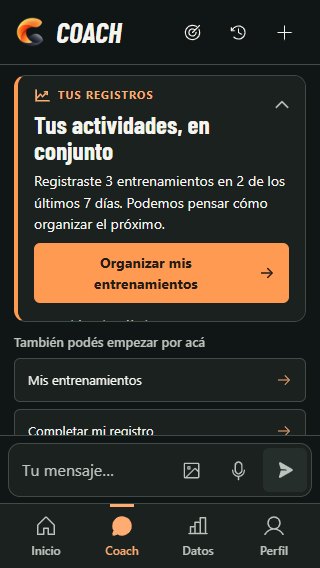 COACH
TUS REGISTROS
Tus actividades, en
conjunto
Registraste 3 entrenamientos en 2 de los
últimos 7 días. Podemos pensar cómo
organizar el próximo.
Organizar mis
entrenamientos
También podés empezar por acá
Mis entrenamientos
Completar mi registro
Tu mensaje...
Inicio
Coach
Datos
Perfil